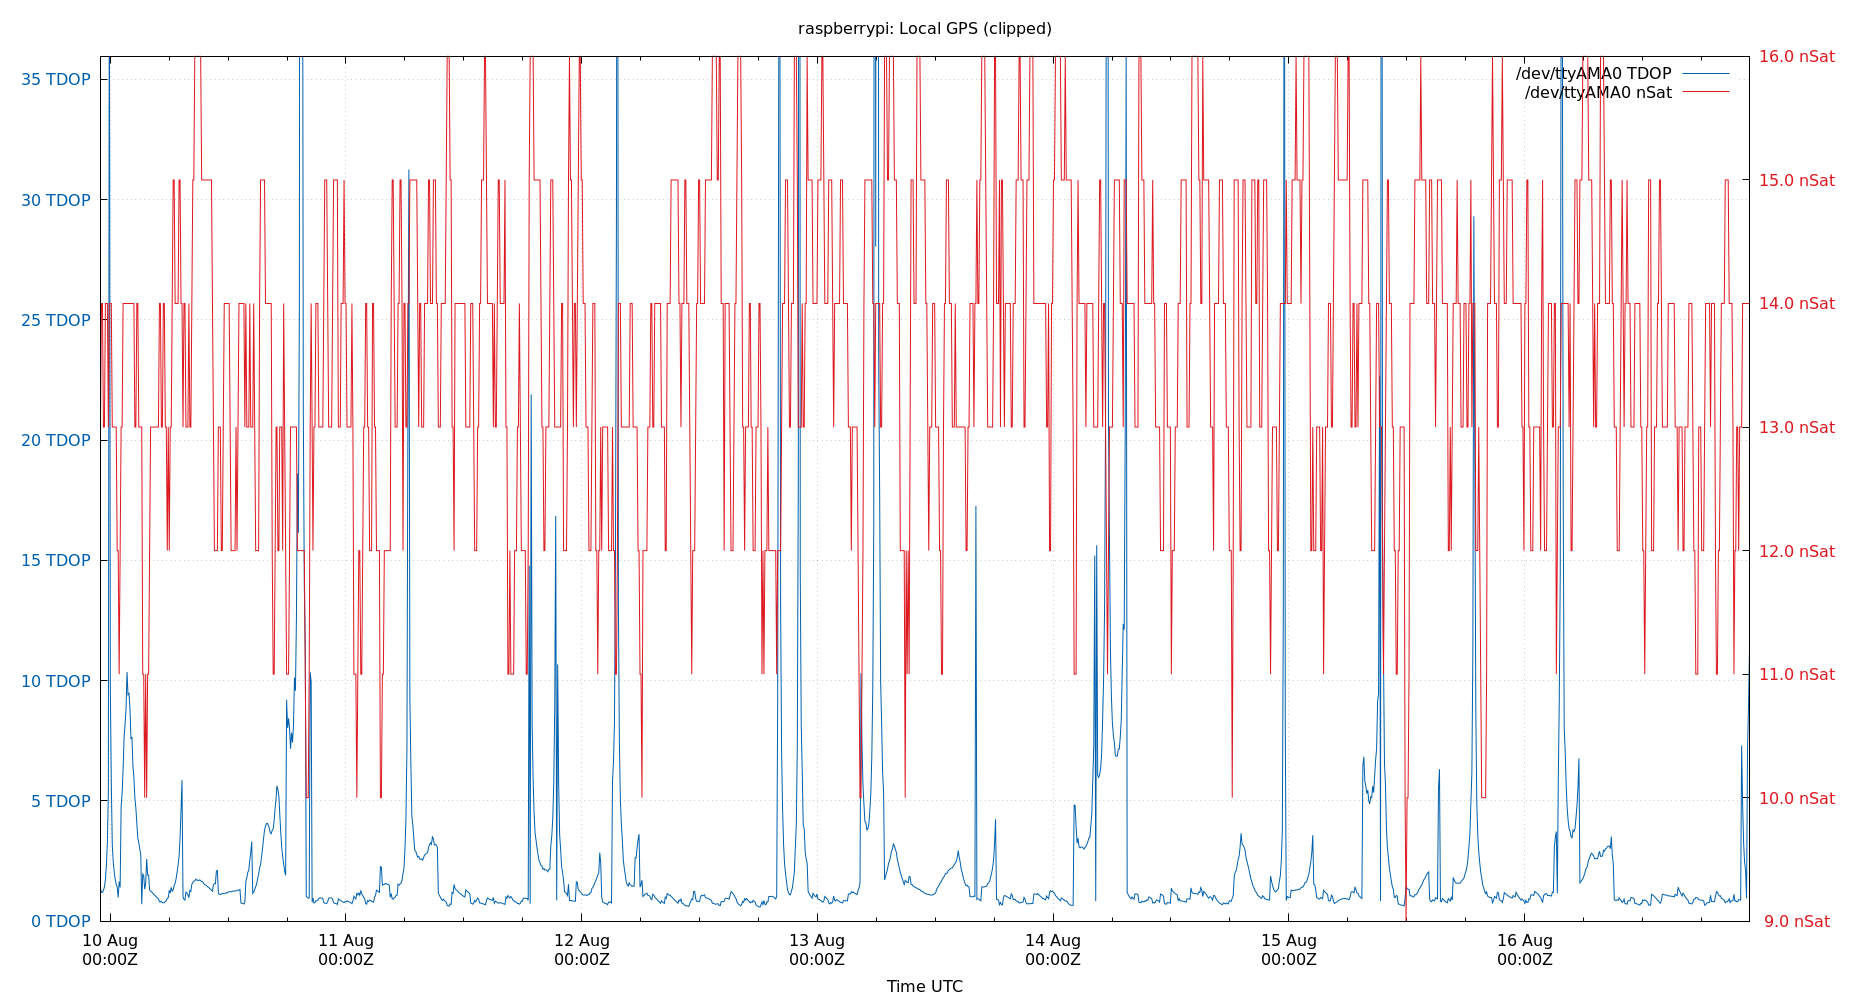 raspberrypi: Local GPS (clipped)
/dev/ttyAMA0 TDOP
/dev/ttyAMA0 nSat
35 TDOP
30 TDOP
25 TDOP
20 TDOP
15 TDOP
10 TDOP
5 TDOP
0 TDOP
16.0 nSat
15.0 nSat
14.0 nSat
13.0 nSat
12.0 nSat
11.0 nSat
10.0 nSat
9.0 nSat
10 Aug 11 Aug 12 Aug 13 Aug 14 Aug 15 Aug 16 Aug
00:00Z 00:00Z 00:00Z 00:00Z 00:00Z 00:00Z 00:00Z
Time UTC